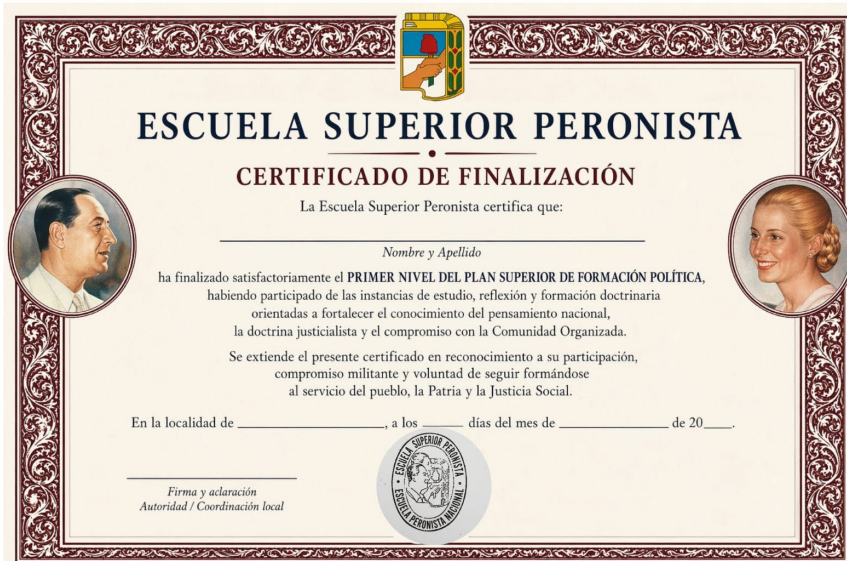 ESCUELA SUPERIOR PERONISTA
CERTIFICADO DE FINALIZACIÓN
La Escuela Superior Peronista certifica que:
Nombre y Apellido
ha finalizado satisfactoriamente el PRIMER NIVEL DEL PLAN SUPERIOR DE FORMACIÓN POLÍTICA,
habiendo participado de las instancias de estudio, reflexión y formación doctrinaria
orientadas a fortalecer el conocimiento del pensamiento nacional,
la doctrina justicialista y el compromiso con la Comunidad Organizada.
Se extiende el presente certificado en reconocimiento a su participación,
compromiso militante y voluntad de seguir formándose
al servicio del pueblo, la Patria y la Justicia Social.
En la localidad de ____________________, a los ______ días del mes de _______________ de 20____.
ESCUELA SUPERIOR PERONISTA
ESCUELA PERONISTA NACIONAL
Firma y aclaración
Autoridad / Coordinación local